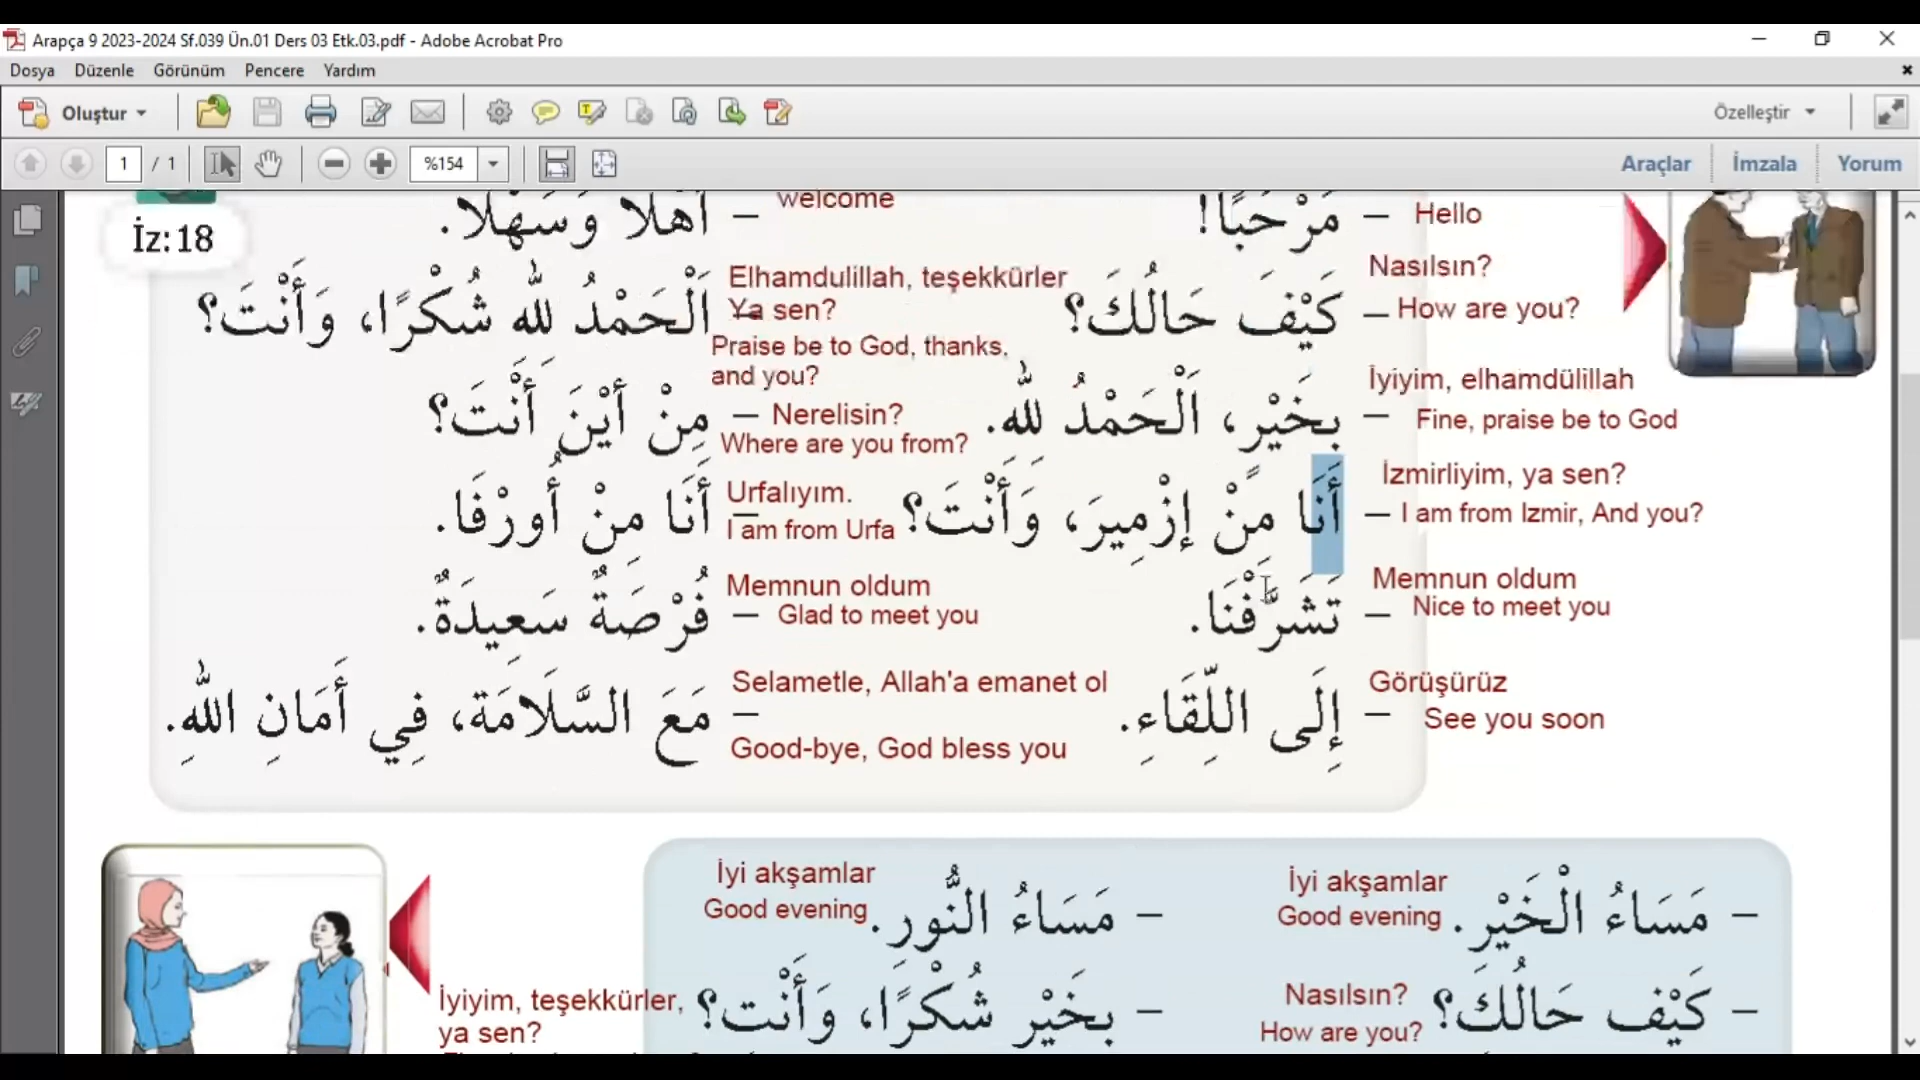 Arapça 9 2023-2024 Sf.039 Ün.01 Ders 03 Etk.03.pdf - Adobe Acrobat Pro
Dosya Düzenle Görünüm Pencere Yardım
Oluştur Özelleştir
1 / 1 %154 Araçlar İmzala Yorum
İz:18
Hello – مَرْحَبًا!
welcome – أَهْلًا وَسَهْلًا.
Nasılsın?
How are you? – كَيْفَ حَالُكَ؟
Elhamdulillah, teşekkürler
Ya sen?
Praise be to God, thanks,
and you?
– اَلْحَمْدُ لِلهِ شُكْرًا، وَأَنْتَ؟
İyiyim, elhamdülillah
Fine, praise be to God – بِخَيْرٍ، اَلْحَمْدُ لِلهِ.
Nerelisin?
Where are you from?
– مِنْ أَيْنَ أَنْتَ؟
İzmirliyim, ya sen?
I am from Izmir, And you? – أَنَا مِنْ إِزْمِيرَ، وَأَنْتَ؟
Urfalıyım.
I am from Urfa – أَنَا مِنْ أُورْفَا.
Memnun oldum
Nice to meet you – تَشَرَّفْنَا.
Memnun oldum
Glad to meet you – فُرْصَةٌ سَعِيدَةٌ.
Görüşürüz
See you soon – إِلَى اللِّقَاءِ.
Selametle, Allah'a emanet ol
Good-bye, God bless you
– مَعَ السَّلَامَة، فِي أَمَانِ اللهِ.
– مَسَاءُ الْخَيْرِ.
İyi akşamlar
Good evening
– مَسَاءُ النُّورِ.
İyi akşamlar
Good evening
– كَيْفَ حَالُكَ؟
Nasılsın?
How are you?
– بِخَيْرٍ شُكْرًا، وَأَنْتِ؟
İyiyim, teşekkürler,
ya sen?